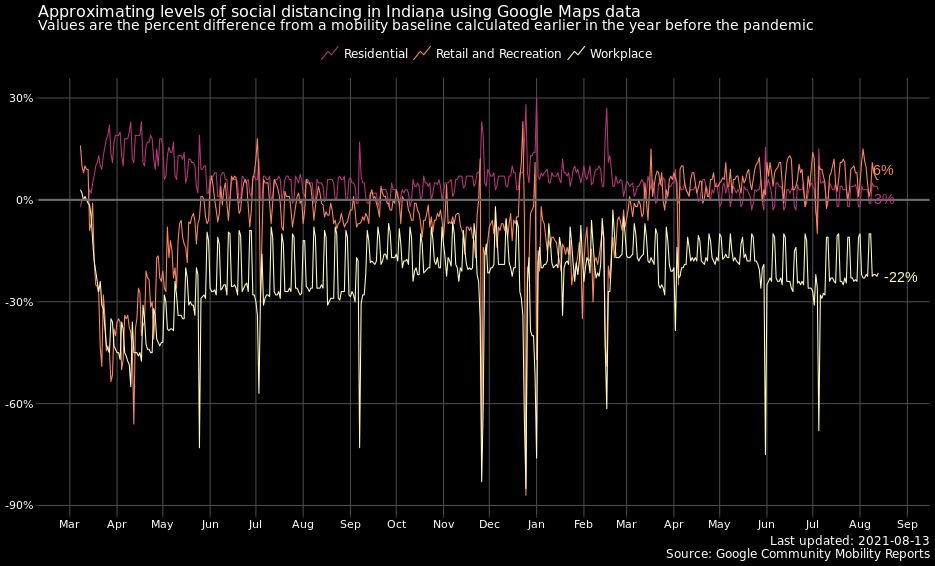 Approximating levels of social distancing in Indiana using Google Maps data
Values are the percent difference from a mobility baseline calculated earlier in the year before the pandemic
Residential Retail and Recreation Workplace
30%
0%
-30%
-60%
-90%
6%
3%
-22%
Mar Apr May Jun Jul Aug Sep Oct Nov Dec Jan Feb Mar Apr May Jun Jul Aug Sep
Last updated: 2021-08-13
Source: Google Community Mobility Reports